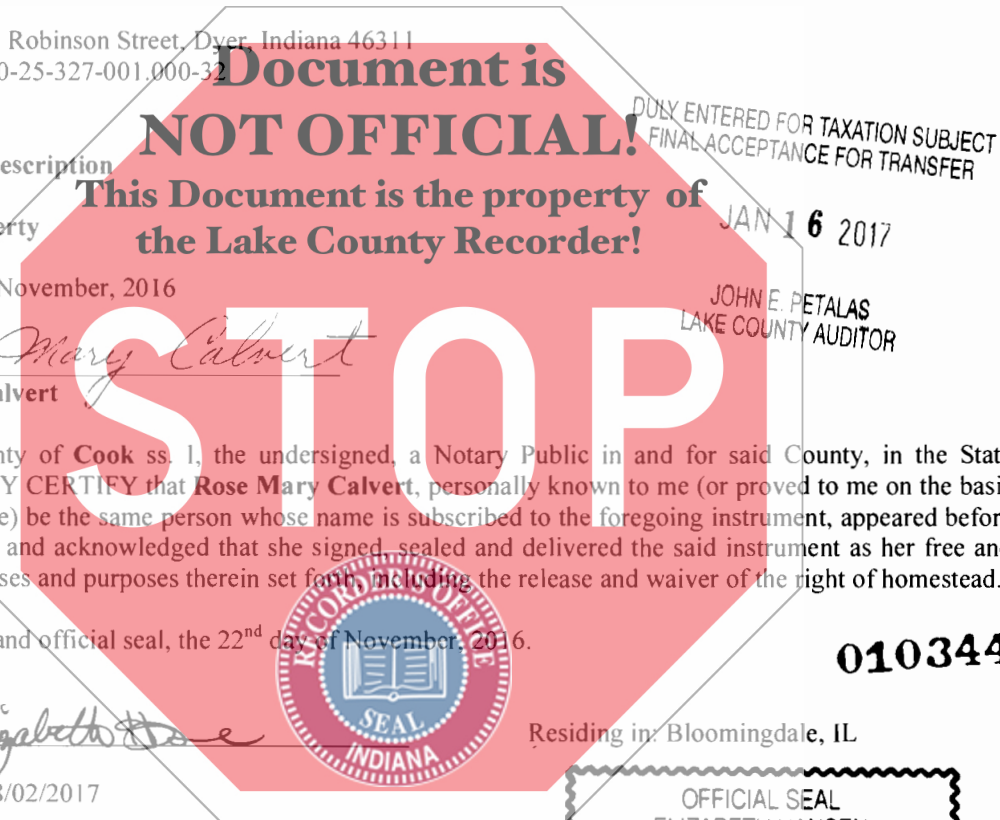 Robinson Street, Dyer, Indiana 46311
0-25-327-001.000-32
Document is
NOT OFFICIAL!
This Document is the property of
the Lake County Recorder!
DULY ENTERED FOR TAXATION SUBJECT
FINAL ACCEPTANCE FOR TRANSFER
JAN 16 2017
JOHN E. PETALAS
LAKE COUNTY AUDITOR
escription
erty
November, 2016
Mary Calvert
alvert
STOP
nty of Cook ss. I, the undersigned, a Notary Public in and for said County, in the Stat
Y CERTIFY that Rose Mary Calvert, personally known to me (or proved to me on the basi
e) be the same person whose name is subscribed to the foregoing instrument, appeared befor
and acknowledged that she signed, sealed and delivered the said instrument as her free an
ses and purposes therein set forth, including the release and waiver of the right of homestead.
and official seal, the 22nd day of November, 2016.
RECORDER'S OFFICE
SEAL
INDIANA
010344
zabeth
Residing in: Bloomingdale, IL
8/02/2017
OFFICIAL SEAL